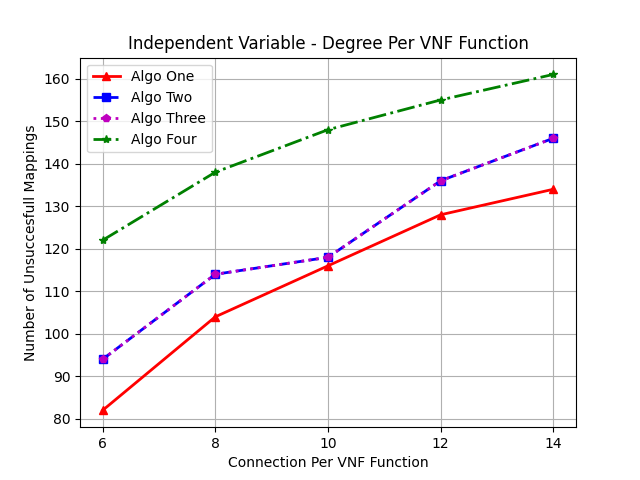 Independent Variable - Degree Per VNF Function
Algo One
Algo Two
Algo Three
Algo Four
Number of Unsuccesfull Mappings
160
150
140
130
120
110
100
90
80
6 8 10 12 14
Connection Per VNF Function